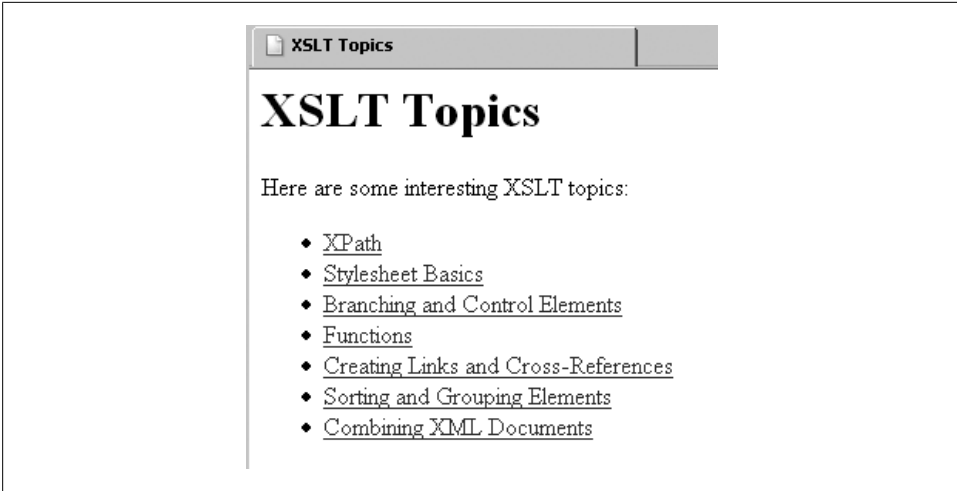 XSLT Topics
XSLT Topics
Here are some interesting XSLT topics:
XPath
Stylesheet Basics
Branching and Control Elements
Functions
Creating Links and Cross-References
Sorting and Grouping Elements
Combining XML Documents